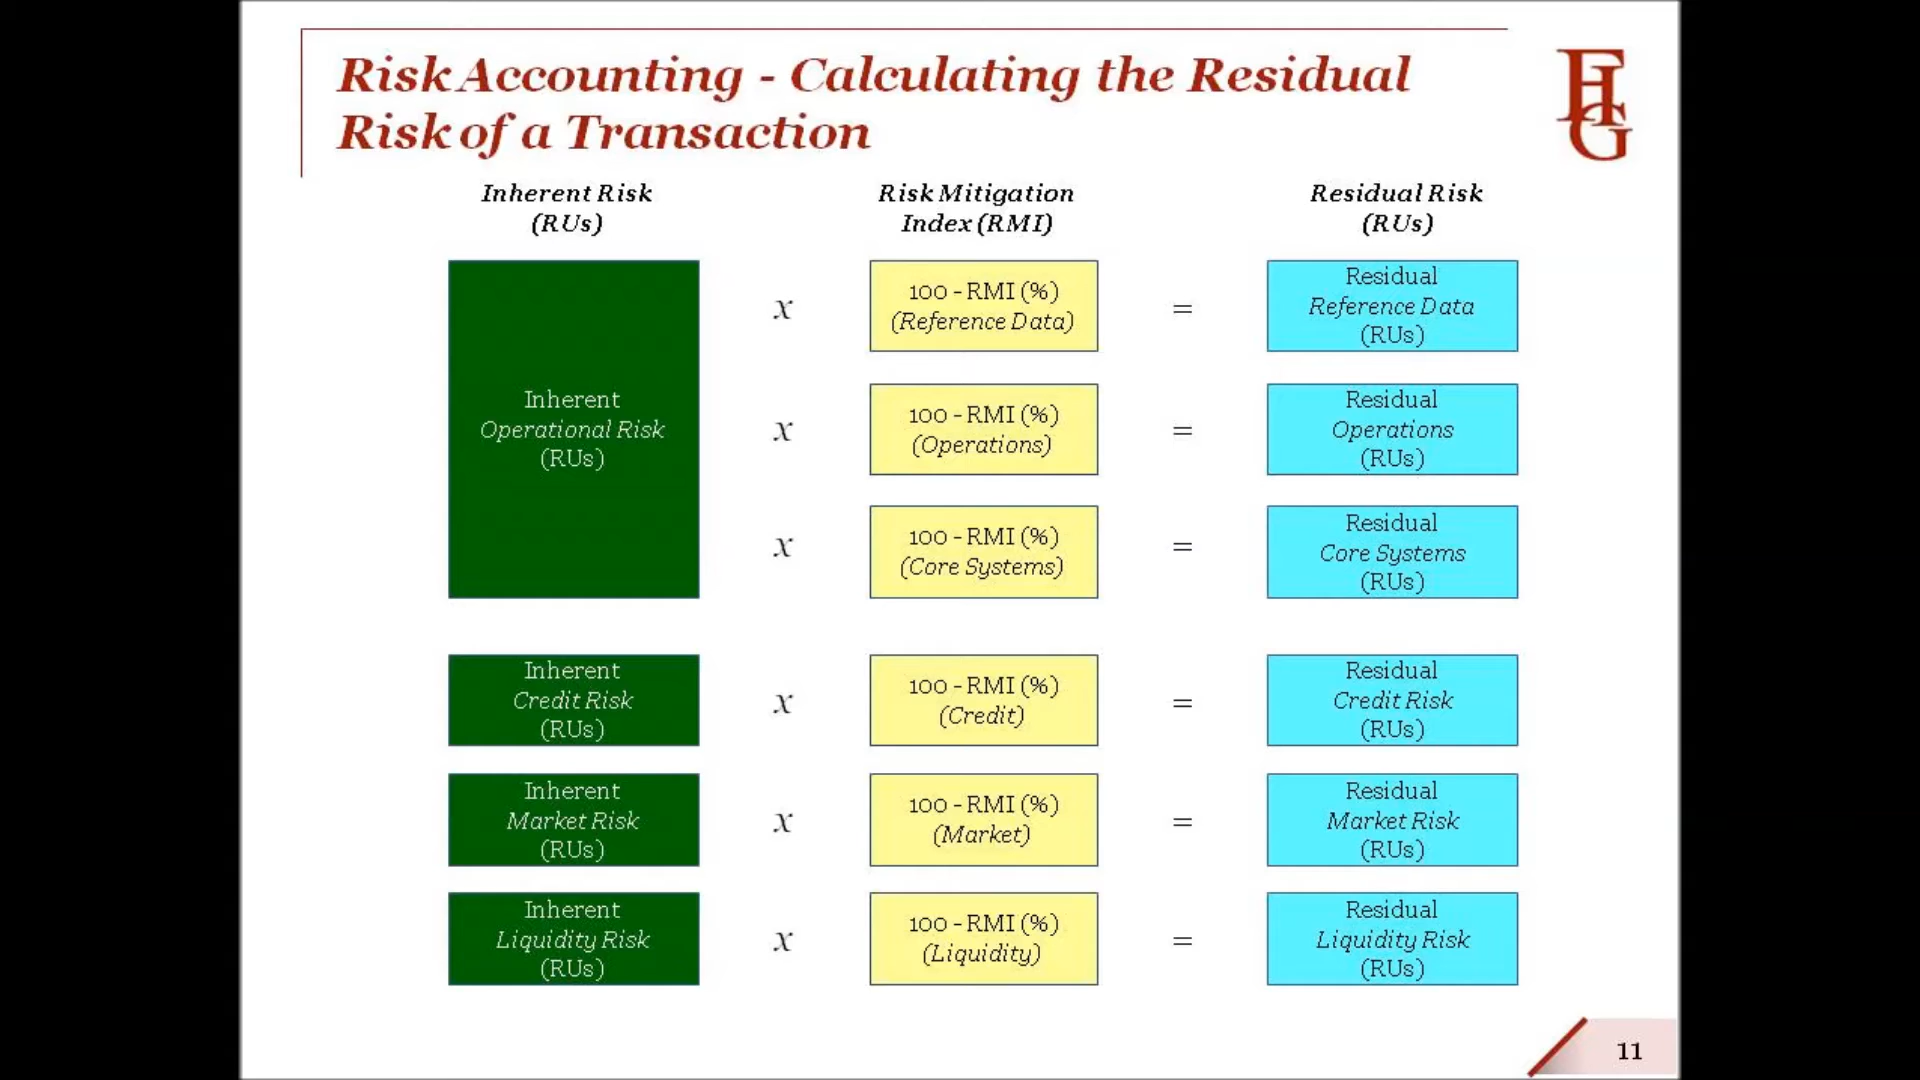 Risk Accounting - Calculating the Residual
Risk of a Transaction
FHG
Inherent Risk
(RUs)
Risk Mitigation
Index (RMI)
Residual Risk
(RUs)
Inherent
Operational Risk
(RUs)
x
100 - RMI (%)
(Reference Data)
=
Residual
Reference Data
(RUs)
x
100 - RMI (%)
(Operations)
=
Residual
Operations
(RUs)
x
100 - RMI (%)
(Core Systems)
=
Residual
Core Systems
(RUs)
Inherent
Credit Risk
(RUs)
x
100 - RMI (%)
(Credit)
=
Residual
Credit Risk
(RUs)
Inherent
Market Risk
(RUs)
x
100 - RMI (%)
(Market)
=
Residual
Market Risk
(RUs)
Inherent
Liquidity Risk
(RUs)
x
100 - RMI (%)
(Liquidity)
=
Residual
Liquidity Risk
(RUs)
11